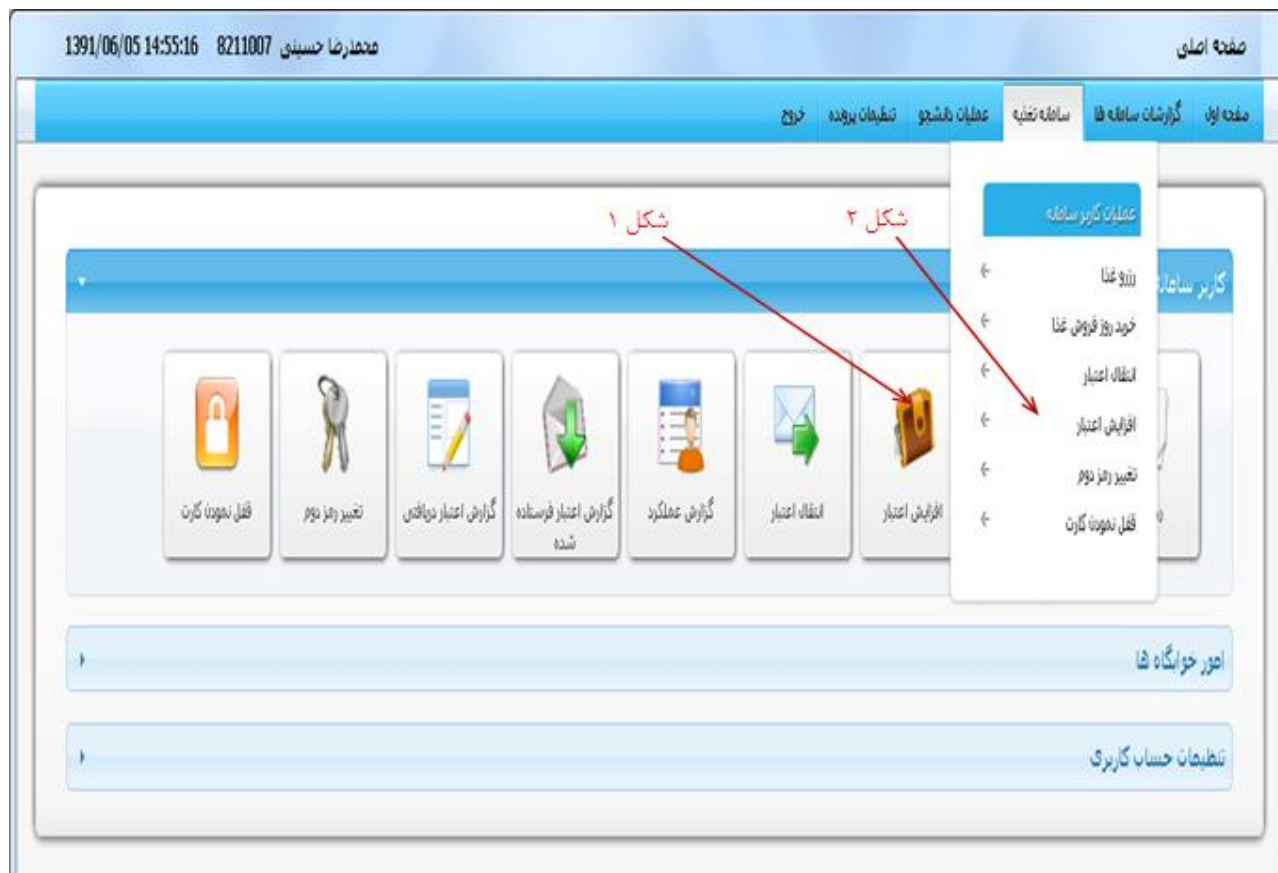 صفحه اصلی
محمدرضا حسینی 8211007 1391/06/05 14:55:16
صفحه اول گزارشات سامانه ها سامانه تغذیه عملیات دانشجو تنظیمات پرونده خروج
عملیات کاربر سامانه
رزرو غذا
خرید روز فروش غذا
انتقال اعتبار
افزایش اعتبار
تغییر رمز دوم
قفل نمودن کارت
شکل ۲
شکل ۱
کاربر سامانه
افزایش اعتبار
انتقال اعتبار
گزارش عملکرد
گزارش اعتبار فرستاده
شده
گزارش اعتبار دریافتی
تغییر رمز دوم
قفل نمودن کارت
امور خوابگاه ها
تنظیمات حساب کاربری